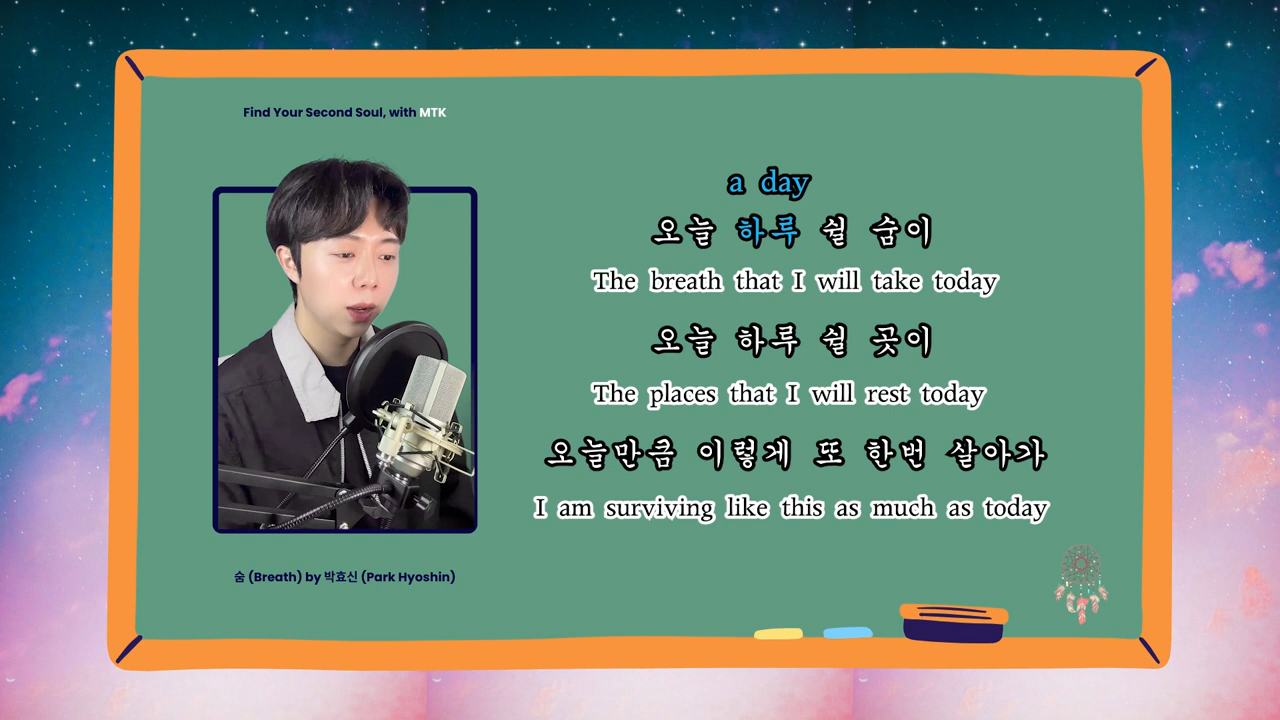 Find Your Second Soul, with MTK
a day
오늘 하루 쉴 숨이
The breath that I will take today
오늘 하루 쉴 곳이
The places that I will rest today
오늘만큼 이렇게 또 한번 살아가
I am surviving like this as much as today
숨 (Breath) by 박효신 (Park Hyoshin)